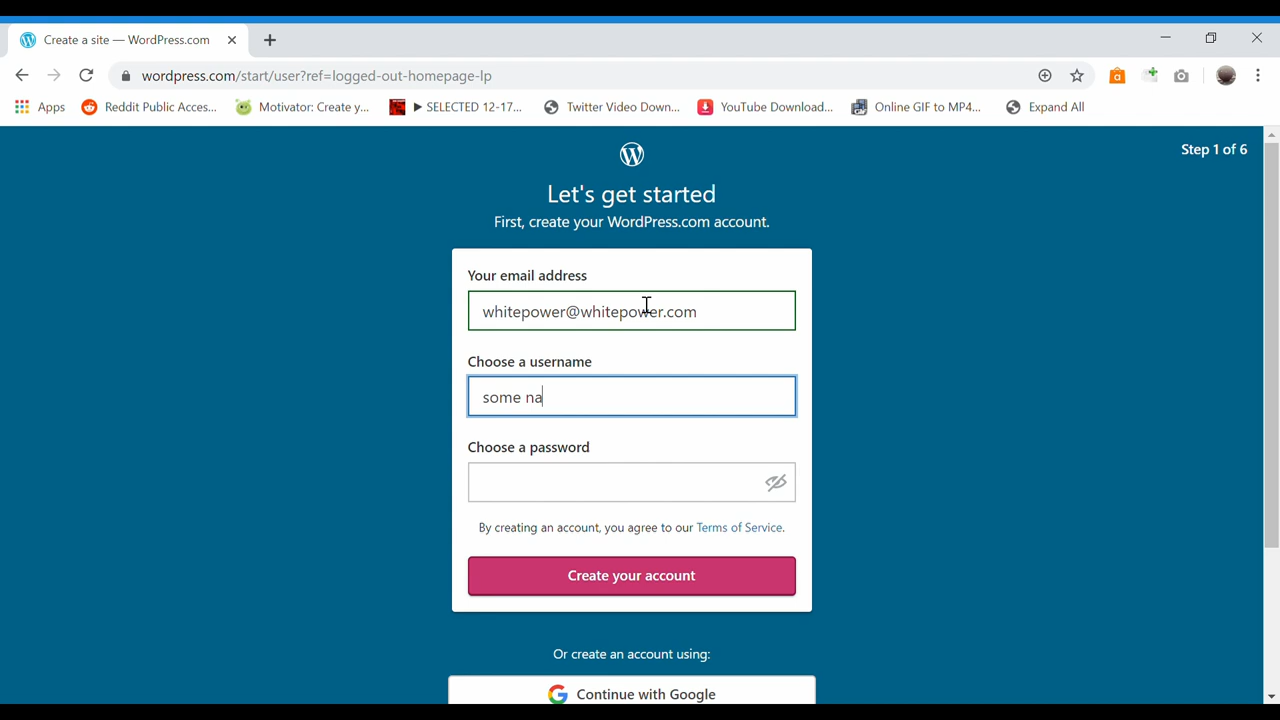 Create a site — WordPress.com
wordpress.com/start/user?ref=logged-out-homepage-lp
Apps
Reddit Public Acces...
Motivator: Create y...
► SELECTED 12-17...
Twitter Video Down...
YouTube Download...
Online GIF to MP4...
Expand All
Step 1 of 6
Let's get started
First, create your WordPress.com account.
Your email address
whitepower@whitepower.com
Choose a username
some na
Choose a password
By creating an account, you agree to our Terms of Service.
Create your account
Or create an account using:
Continue with Google